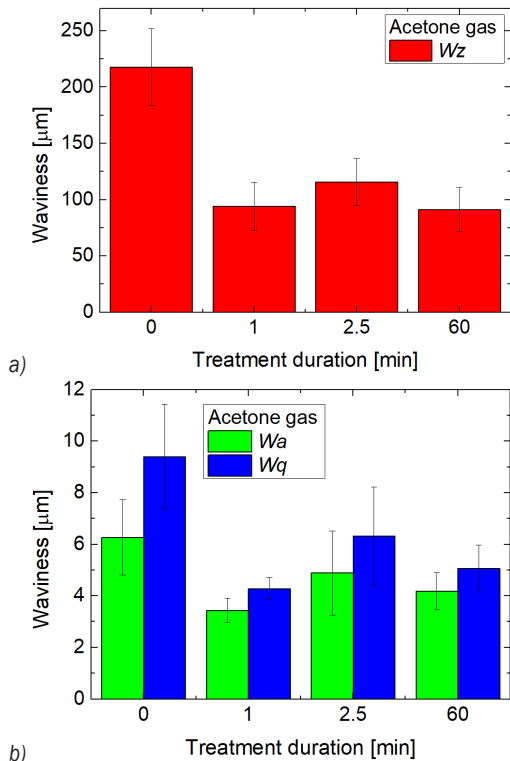 Acetone gas
Wz
Waviness [µm]
250
200
150
100
50
0
0 1 2.5 60
Treatment duration [min]
a)
Acetone gas
Wa
Wq
Waviness [µm]
12
10
8
6
4
2
0
0 1 2.5 60
Treatment duration [min]
b)